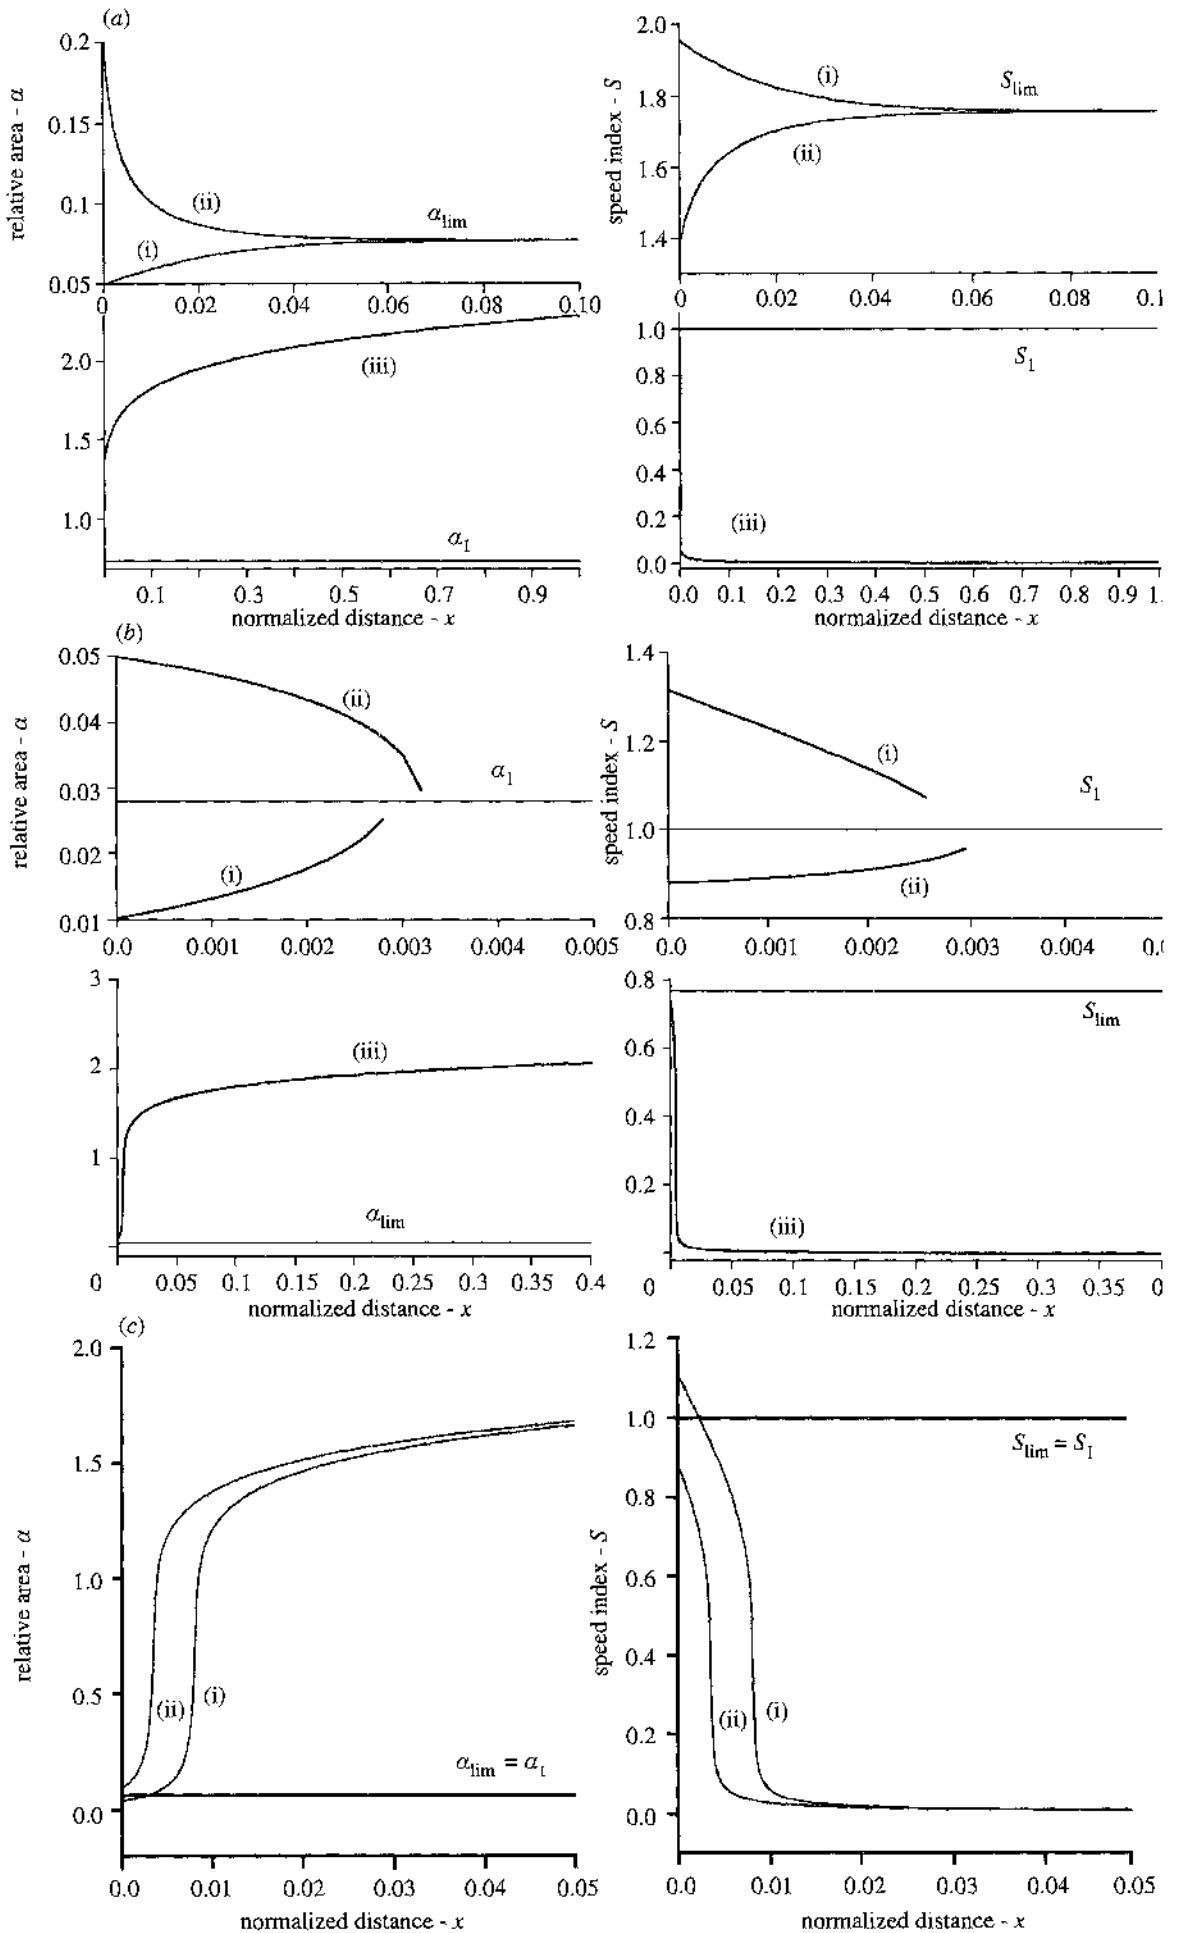 (a)
relative area - α
0.2
0.15
0.1
0.05
(ii)
(i)
α_lim
0 0.02 0.04 0.06 0.08 0.10
speed index - S
2.0
1.8
1.6
1.4
(i)
(ii)
S_lim
0 0.02 0.04 0.06 0.08 0.1
2.0
1.5
1.0
(iii)
α_1
0.1 0.3 0.5 0.7 0.9
normalized distance - x
1.0
0.8
0.6
0.4
0.2
0.0
S_1
(iii)
0.0 0.1 0.2 0.3 0.4 0.5 0.6 0.7 0.8 0.9 1.
normalized distance - x
(b)
relative area - α
0.05
0.04
0.03
0.02
0.01
(ii)
α_1
(i)
0.0 0.001 0.002 0.003 0.004 0.005
speed index - S
1.4
1.2
1.0
0.8
(i)
S_1
(ii)
0.0 0.001 0.002 0.003 0.004 0.0
3
2
1
(iii)
α_lim
0 0.05 0.1 0.15 0.2 0.25 0.3 0.35 0.4
normalized distance - x
0.8
0.6
0.4
0.2
S_lim
(iii)
0 0.05 0.1 0.15 0.2 0.25 0.3 0.35 0
normalized distance - x
(c)
relative area - α
2.0
1.5
1.0
0.5
0.0
(ii) (i)
α_lim = α_1
0.0 0.01 0.02 0.03 0.04 0.05
normalized distance - x
speed index - S
1.2
1.0
0.8
0.6
0.4
0.2
0.0
S_lim = S_1
(ii) (i)
0.0 0.01 0.02 0.03 0.04 0.05
normalized distance - x